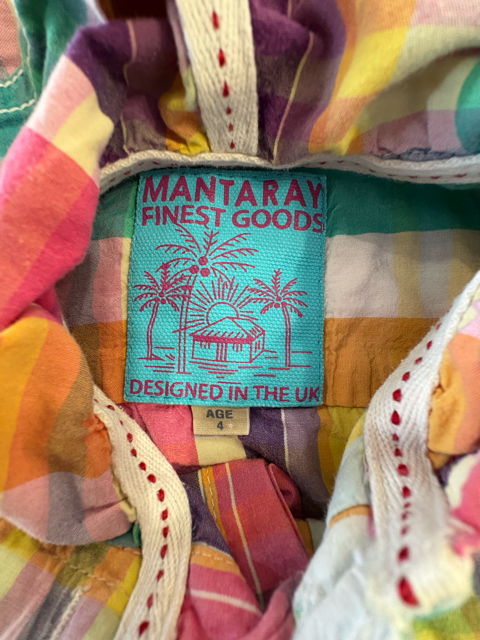 MANTARAY
FINEST GOODS
DESIGNED IN THE UK
AGE
4